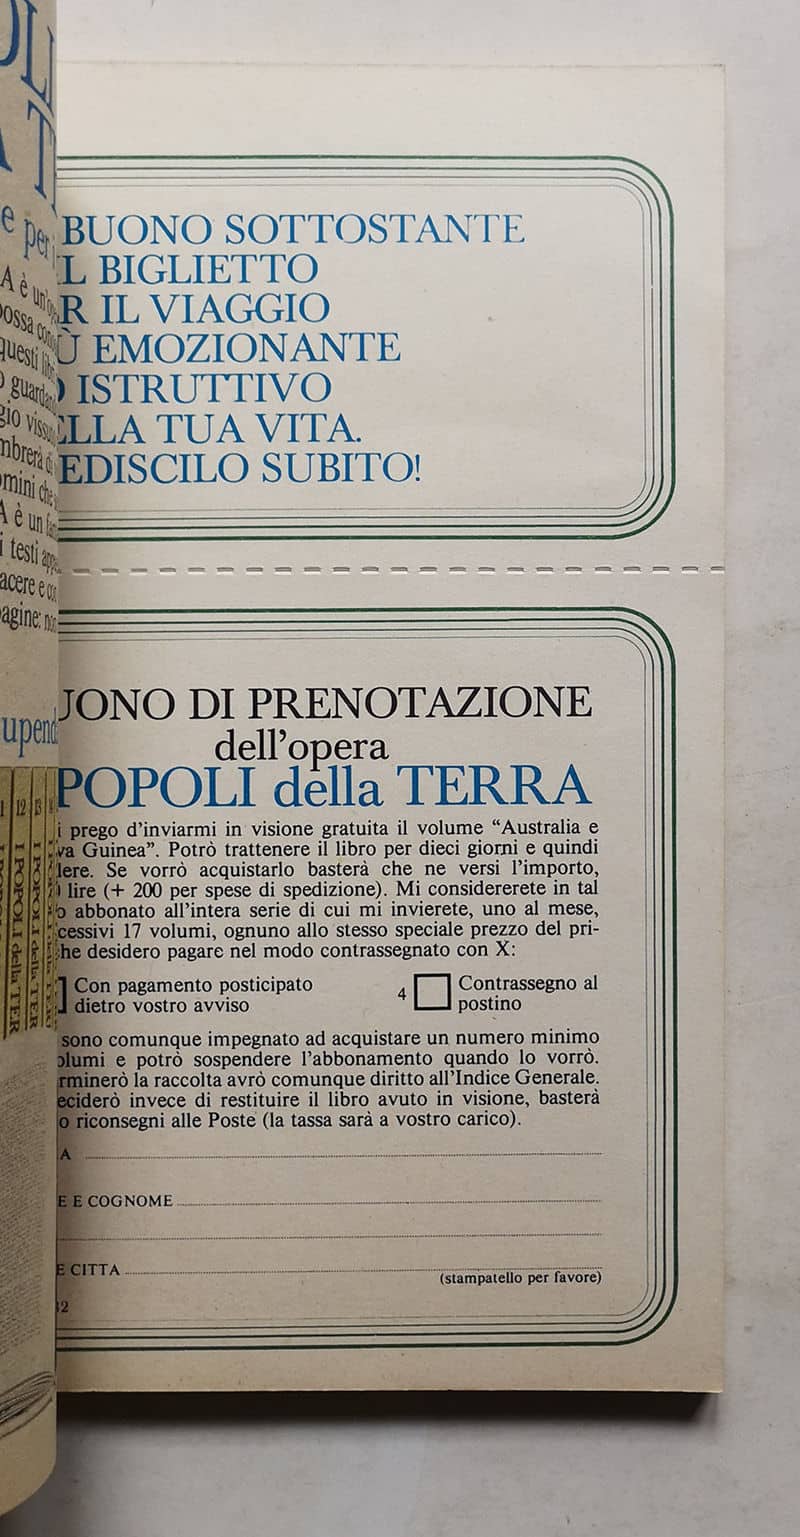 BUONO SOTTOSTANTE
L BIGLIETTO
R IL VIAGGIO
Ù EMOZIONANTE
ISTRUTTIVO
LLA TUA VITA.
EDISCILO SUBITO!
UONO DI PRENOTAZIONE
dell'opera
POPOLI della TERRA
i prego d'inviarmi in visione gratuita il volume “Australia e
va Guinea”. Potrò trattenere il libro per dieci giorni e quindi
lere. Se vorrò acquistarlo basterà che ne versi l'importo,
lire (+ 200 per spese di spedizione). Mi considererete in tal
o abbonato all'intera serie di cui mi invierete, uno al mese,
cessivi 17 volumi, ognuno allo stesso speciale prezzo del pri-
he desidero pagare nel modo contrassegnato con X:
Con pagamento posticipato
dietro vostro avviso
4 Contrassegno al
postino
sono comunque impegnato ad acquistare un numero minimo
olumi e potrò sospendere l'abbonamento quando lo vorrò.
rminerò la raccolta avrò comunque diritto all'Indice Generale.
eciderò invece di restituire il libro avuto in visione, basterà
o riconsegni alle Poste (la tassa sarà a vostro carico).
A
E E COGNOME
E CITTA
(stampatello per favore)
2